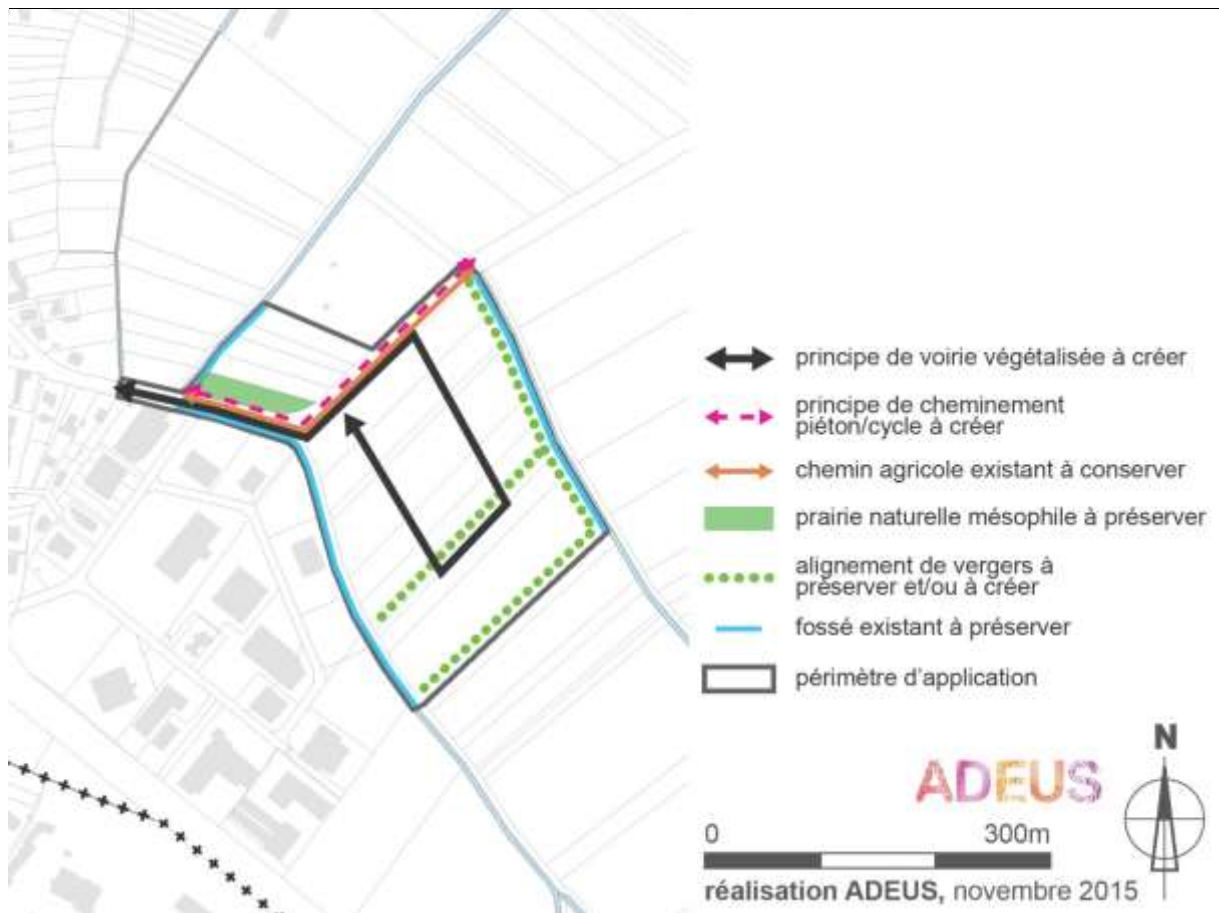 principe de voirie végétalisée à créer
principe de cheminement
piéton/cycle à créer
chemin agricole existant à conserver
prairie naturelle mésophile à préserver
alignement de vergers à
préserver et/ou à créer
fossé existant à préserver
périmètre d'application
N
ADEUS
0 300m
réalisation ADEUS, novembre 2015